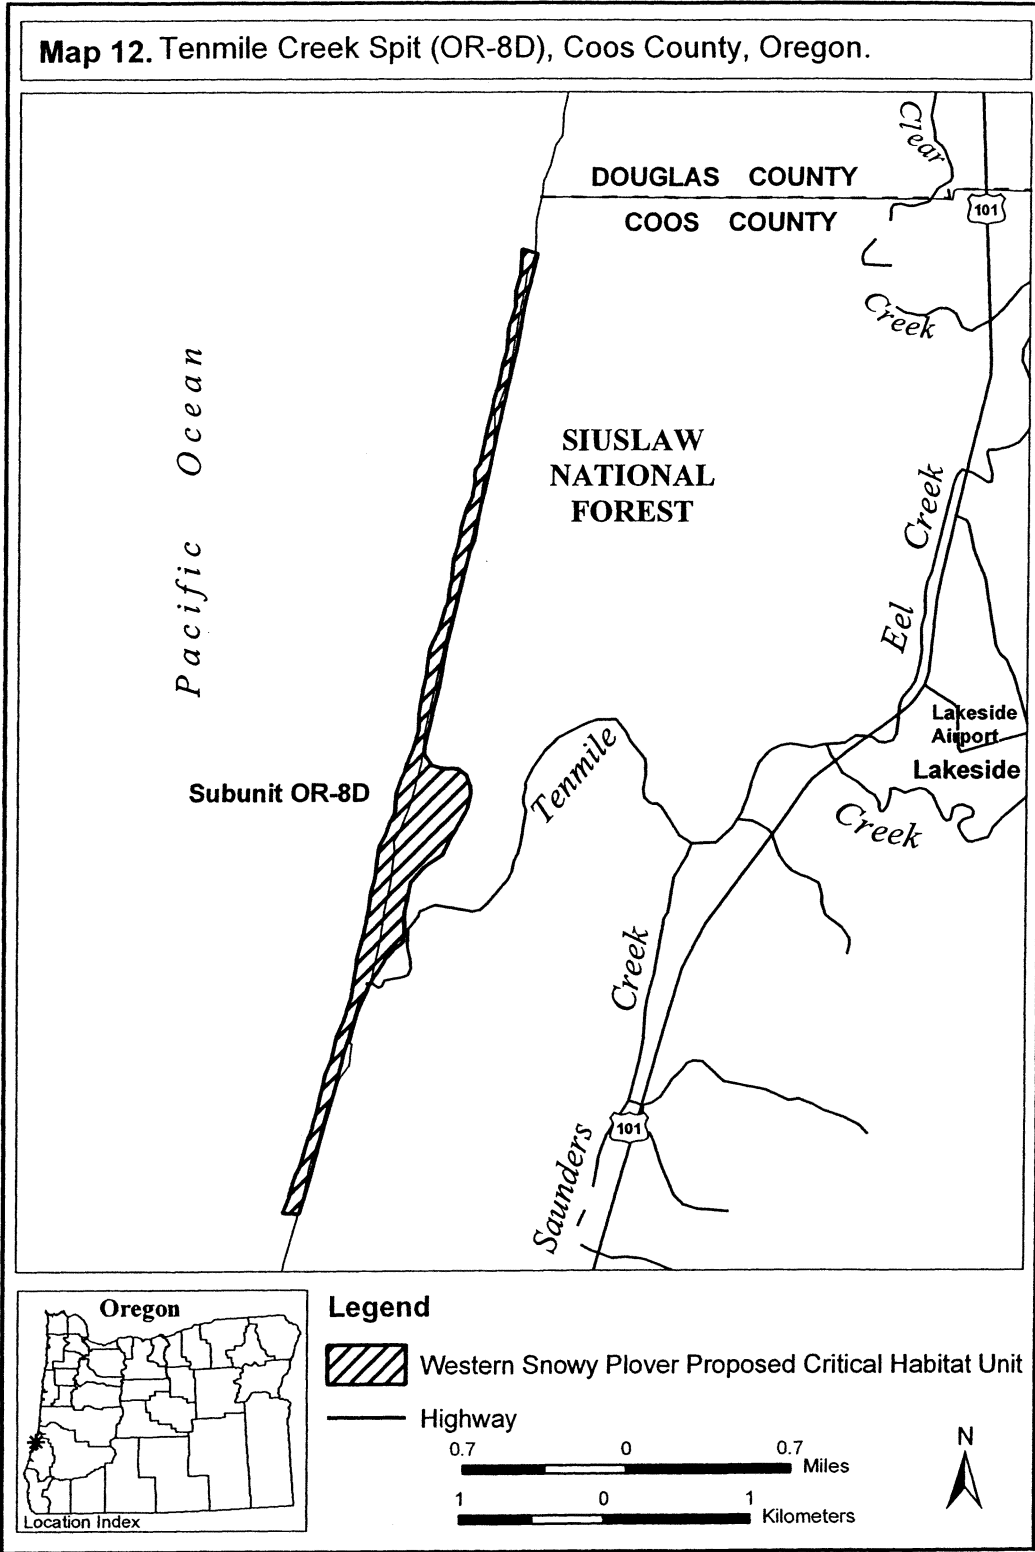 Map 12. Tenmile Creek Spit (OR-8D), Coos County, Oregon.
Clear
DOUGLAS COUNTY
COOS COUNTY
101
Creek
Pacific Ocean
SIUSLAW
NATIONAL
FOREST
Eel Creek
Lakeside
Airport
Lakeside
Subunit OR-8D
Tenmile
Creek
Creek
101
Saunders
Oregon
Location Index
Legend
Western Snowy Plover Proposed Critical Habitat Unit
Highway
0.7 0 0.7
Miles
1 0 1
Kilometers
N